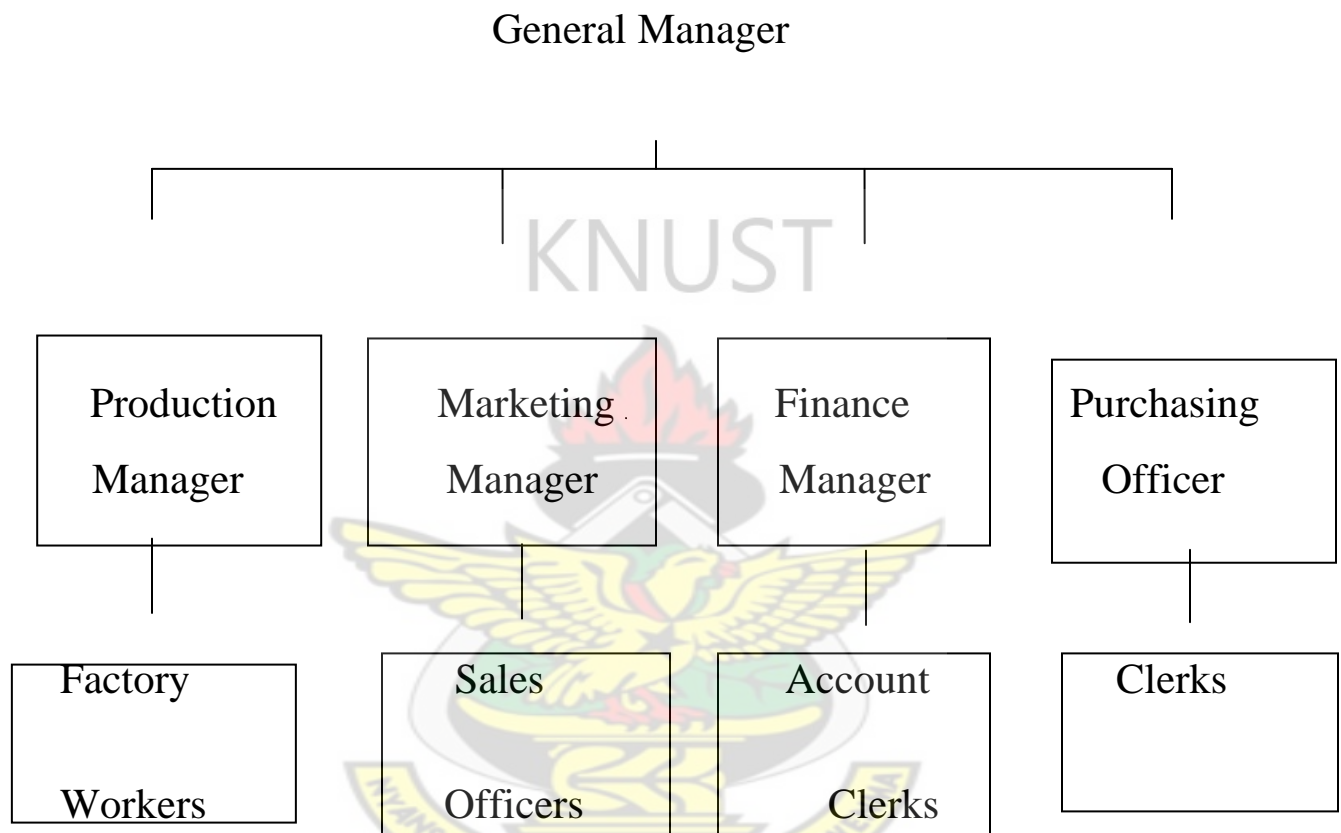 General Manager
KNUST
Production
Manager
Marketing
Manager
Finance
Manager
Purchasing
Officer
Factory
Workers
Sales
Officers
Account
Clerks
Clerks